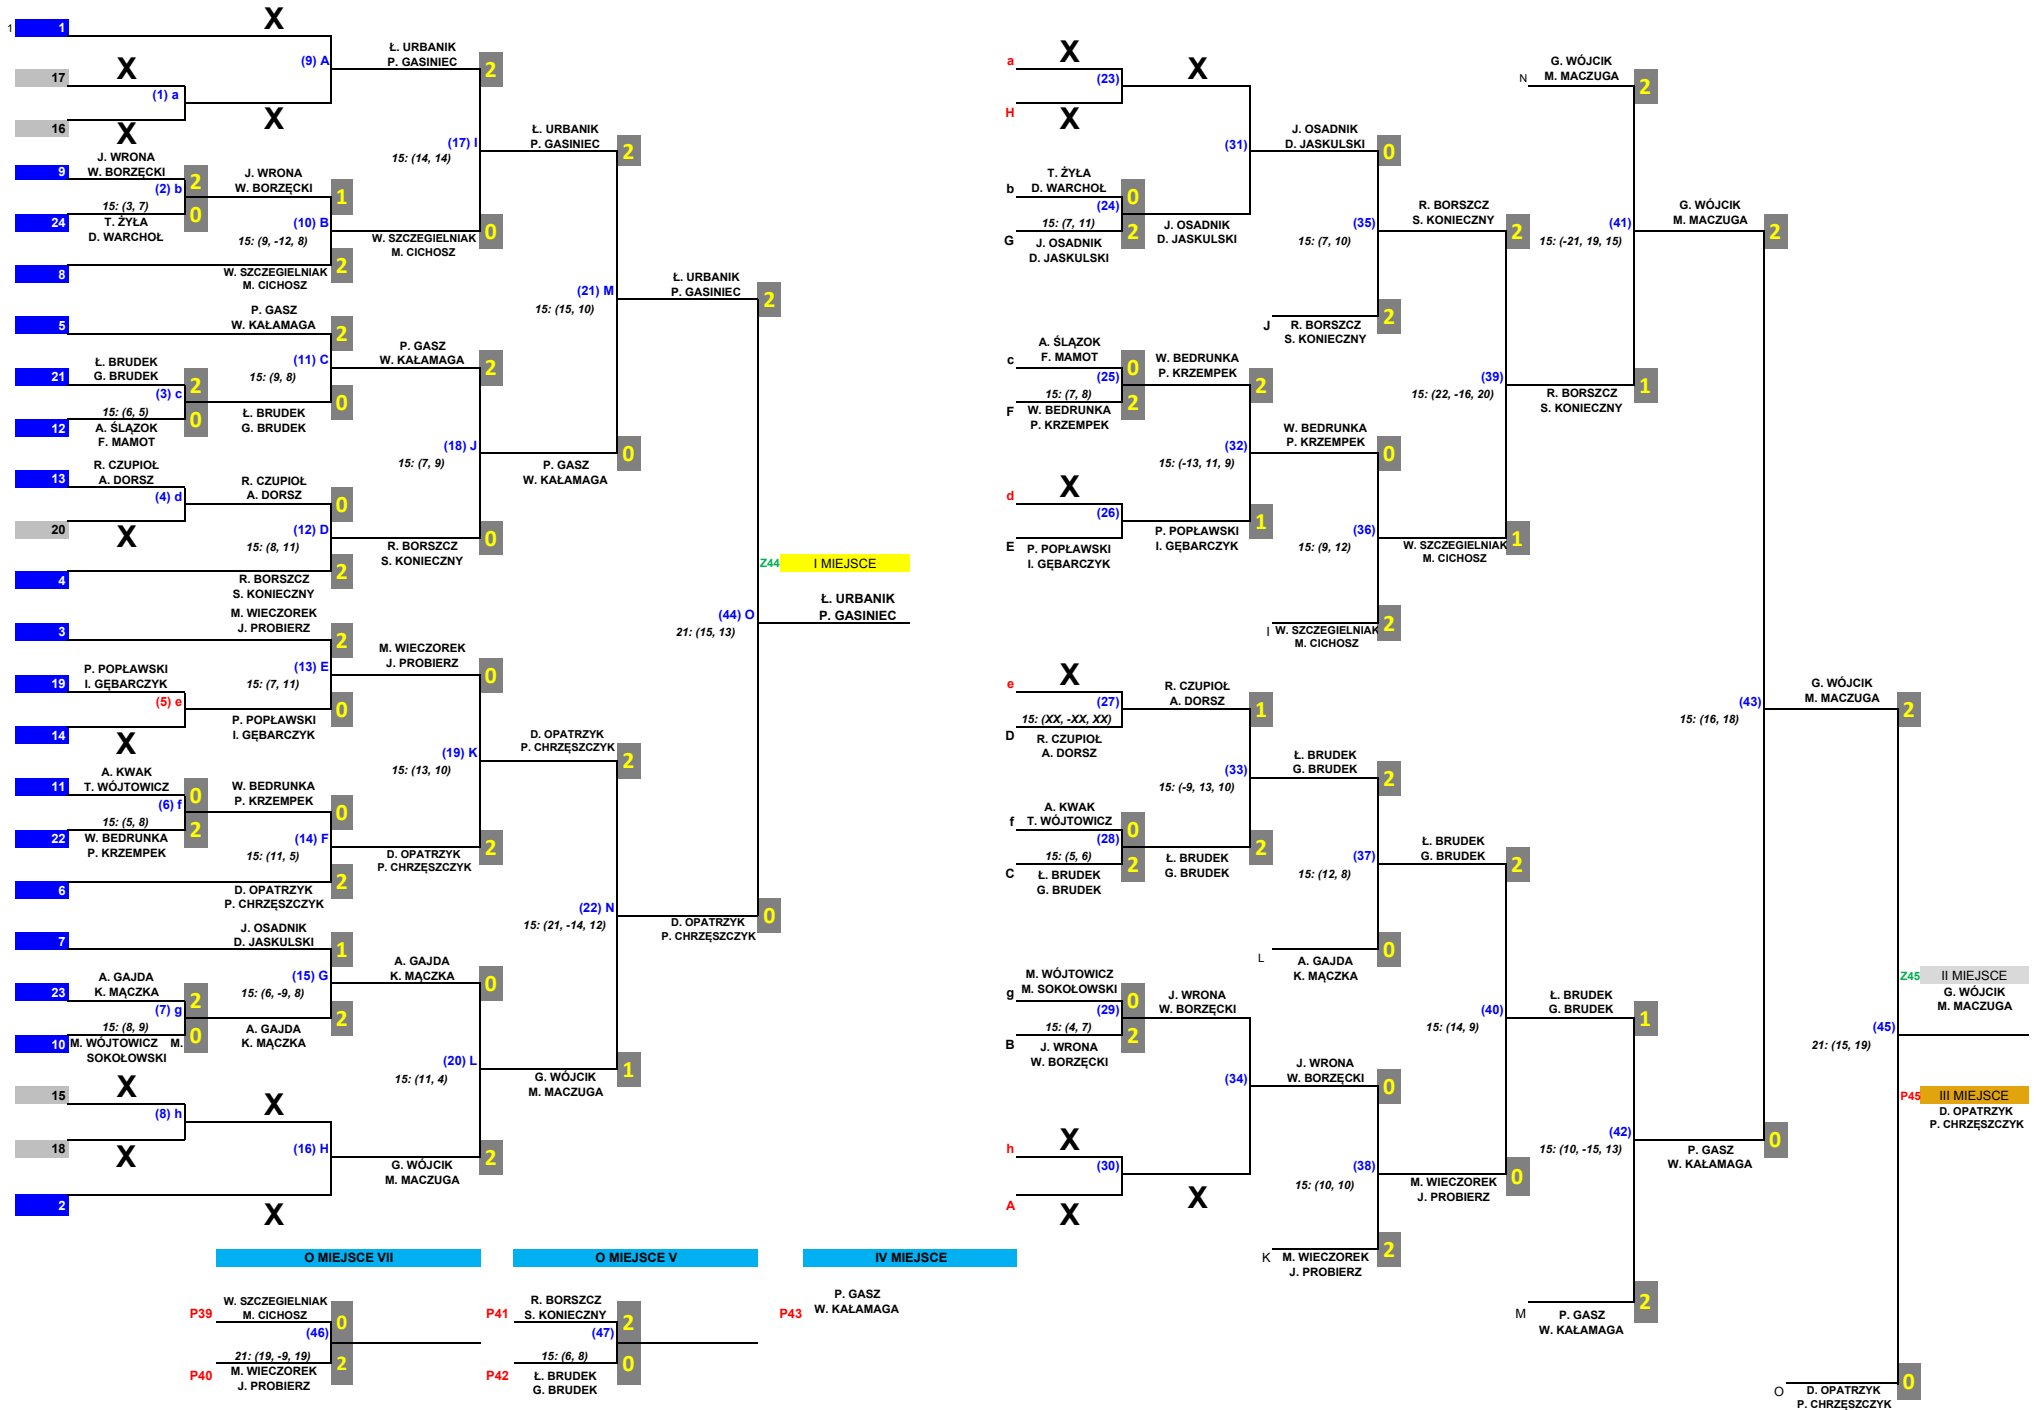 1
1
X
(9) A
Ł. URBANIK
P. GASINIEC
2
17
X
(1) a
16
X
X
(17) I
15: (14, 14)
Ł. URBANIK
P. GASINIEC
2
J. WRONA
W. BORZĘCKI
9
2
(2) b
15: (3, 7)
0
24
T. ŻYŁA
D. WARCHOŁ
J. WRONA
W. BORZĘCKI
1
(10) B
15: (9, -12, 8)
W. SZCZEGIELNIAK
M. CICHOSZ
0
8
W. SZCZEGIELNIAK
M. CICHOSZ
2
(21) M
15: (15, 10)
Ł. URBANIK
P. GASINIEC
2
5
P. GASZ
W. KAŁAMAGA
2
(11) C
15: (9, 8)
P. GASZ
W. KAŁAMAGA
2
Ł. BRUDEK
G. BRUDEK
21
2
(3) c
15: (6, 5)
0
12
A. ŚLĄZOK
F. MAMOT
Ł. BRUDEK
G. BRUDEK
0
(18) J
15: (7, 9)
P. GASZ
W. KAŁAMAGA
0
R. CZUPIOŁ
A. DORSZ
13
(4) d
20
X
R. CZUPIOŁ
A. DORSZ
0
(12) D
15: (8, 11)
R. BORSZCZ
S. KONIECZNY
0
4
R. BORSZCZ
S. KONIECZNY
2
Z44
I MIEJSCE
(44) O
21: (15, 13)
Ł. URBANIK
P. GASINIEC
M. WIECZOREK
J. PROBIERZ
3
2
(13) E
15: (7, 11)
M. WIECZOREK
J. PROBIERZ
0
P. POPŁAWSKI
I. GĘBARCZYK
19
(5) e
14
X
P. POPŁAWSKI
I. GĘBARCZYK
0
(19) K
15: (13, 10)
D. OPATRZYK
P. CHRZĘSZCZYK
2
A. KWAK
T. WÓJTOWICZ
11
0
(6) f
15: (5, 8)
2
22
W. BEDRUNKA
P. KRZEMPEK
W. BEDRUNKA
P. KRZEMPEK
0
(14) F
15: (11, 5)
D. OPATRZYK
P. CHRZĘSZCZYK
2
6
D. OPATRZYK
P. CHRZĘSZCZYK
2
(22) N
15: (21, -14, 12)
D. OPATRZYK
P. CHRZĘSZCZYK
0
7
J. OSADNIK
D. JASKULSKI
1
(15) G
15: (6, -9, 8)
A. GAJDA
K. MĄCZKA
0
A. GAJDA
K. MĄCZKA
23
2
(7) g
15: (8, 9)
0
10
M. WÓJTOWICZ M.
SOKOŁOWSKI
A. GAJDA
K. MĄCZKA
2
(20) L
15: (11, 4)
G. WÓJCIK
M. MACZUGA
1
15
X
(8) h
18
X
X
(16) H
G. WÓJCIK
M. MACZUGA
2
2
X
O MIEJSCE VII
P39
W. SZCZEGIELNIAK
M. CICHOSZ
0
(46)
21: (19, -9, 19)
P40
M. WIECZOREK
J. PROBIERZ
2
O MIEJSCE V
P41
R. BORSZCZ
S. KONIECZNY
2
(47)
15: (6, 8)
P42
Ł. BRUDEK
G. BRUDEK
0
IV MIEJSCE
P43
P. GASZ
W. KAŁAMAGA
a
X
(23)
H
X
X
(31)
J. OSADNIK
D. JASKULSKI
0
b
T. ŻYŁA
D. WARCHOŁ
0
(24)
15: (7, 11)
G
J. OSADNIK
D. JASKULSKI
2
J. OSADNIK
D. JASKULSKI
(35)
15: (7, 10)
R. BORSZCZ
S. KONIECZNY
2
J
R. BORSZCZ
S. KONIECZNY
2
N
G. WÓJCIK
M. MACZUGA
2
(41)
15: (-21, 19, 15)
G. WÓJCIK
M. MACZUGA
2
c
A. ŚLĄZOK
F. MAMOT
0
(25)
15: (7, 8)
F
W. BEDRUNKA
P. KRZEMPEK
2
W. BEDRUNKA
P. KRZEMPEK
2
(32)
15: (-13, 11, 9)
W. BEDRUNKA
P. KRZEMPEK
0
(39)
15: (22, -16, 20)
R. BORSZCZ
S. KONIECZNY
1
d
X
(26)
E
P. POPŁAWSKI
I. GĘBARCZYK
P. POPŁAWSKI
I. GĘBARCZYK
1
(36)
15: (9, 12)
W. SZCZEGIELNIAK
M. CICHOSZ
1
I
W. SZCZEGIELNIAK
M. CICHOSZ
2
e
X
(27)
15: (XX, -XX, XX)
D
R. CZUPIOŁ
A. DORSZ
R. CZUPIOŁ
A. DORSZ
1
(33)
15: (-9, 13, 10)
Ł. BRUDEK
G. BRUDEK
2
(43)
15: (16, 18)
G. WÓJCIK
M. MACZUGA
2
f
A. KWAK
T. WÓJTOWICZ
0
(28)
15: (5, 6)
C
Ł. BRUDEK
G. BRUDEK
2
Ł. BRUDEK
G. BRUDEK
2
(37)
15: (12, 8)
Ł. BRUDEK
G. BRUDEK
2
L
A. GAJDA
K. MĄCZKA
0
g
M. WÓJTOWICZ
M. SOKOŁOWSKI
0
(29)
15: (4, 7)
B
J. WRONA
W. BORZĘCKI
2
J. WRONA
W. BORZĘCKI
(34)
J. WRONA
W. BORZĘCKI
0
(40)
15: (14, 9)
Ł. BRUDEK
G. BRUDEK
1
h
X
(30)
A
X
X
(38)
15: (10, 10)
M. WIECZOREK
J. PROBIERZ
0
K
M. WIECZOREK
J. PROBIERZ
2
(42)
15: (10, -15, 13)
P. GASZ
W. KAŁAMAGA
0
M
P. GASZ
W. KAŁAMAGA
2
Z45
II MIEJSCE
G. WÓJCIK
M. MACZUGA
(45)
21: (15, 19)
P45
III MIEJSCE
D. OPATRZYK
P. CHRZĘSZCZYK
O
D. OPATRZYK
P. CHRZĘSZCZYK
0